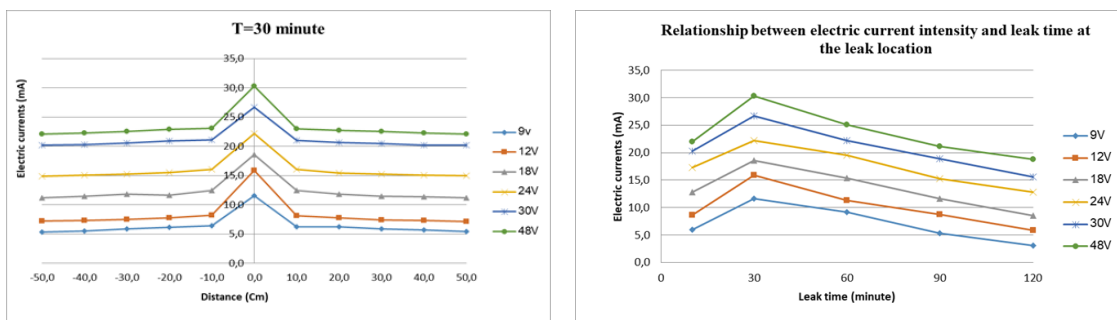 T=30 minute
Electric currents (mA)
35,0
30,0
25,0
20,0
15,0
10,0
5,0
0,0
-50,0 -40,0 -30,0 -20,0 -10,0 0,0 10,0 20,0 30,0 40,0 50,0
Distance (Cm)
9v
12V
18V
24V
30V
48V
Relationship between electric current intensity and leak time at
the leak location
Electric currents (mA)
35,0
30,0
25,0
20,0
15,0
10,0
5,0
0,0
0 30 60 90 120
Leak time (minute)
9V
12V
18V
24V
30V
48V